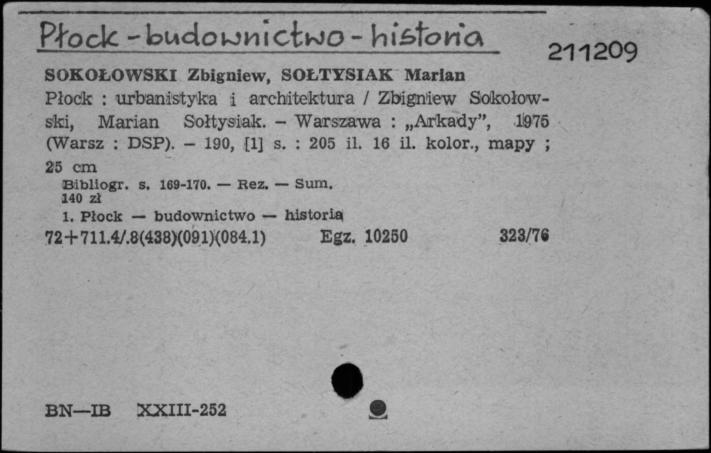 Płock - budownictwo - historia
211209
SOKOŁOWSKI Zbigniew, SOŁTYSIAK Marian
Płock : urbanistyka i architektura / Zbigniew Sokołow-
ski, Marian Sołtysiak. — Warszawa : „Arkady”, 1975
(Warsz : DSP). — 190, [1] s. : 205 il. 16 il. kolor., mapy ;
25 cm
Bibliogr. s. 169-170. — Rez. — Sum.
140 zł
1. Płock — budownictwo — historia
72+711.4/.8(438)(091)(084.1) Egz. 10250 323/76
BN—IB XXIII-252